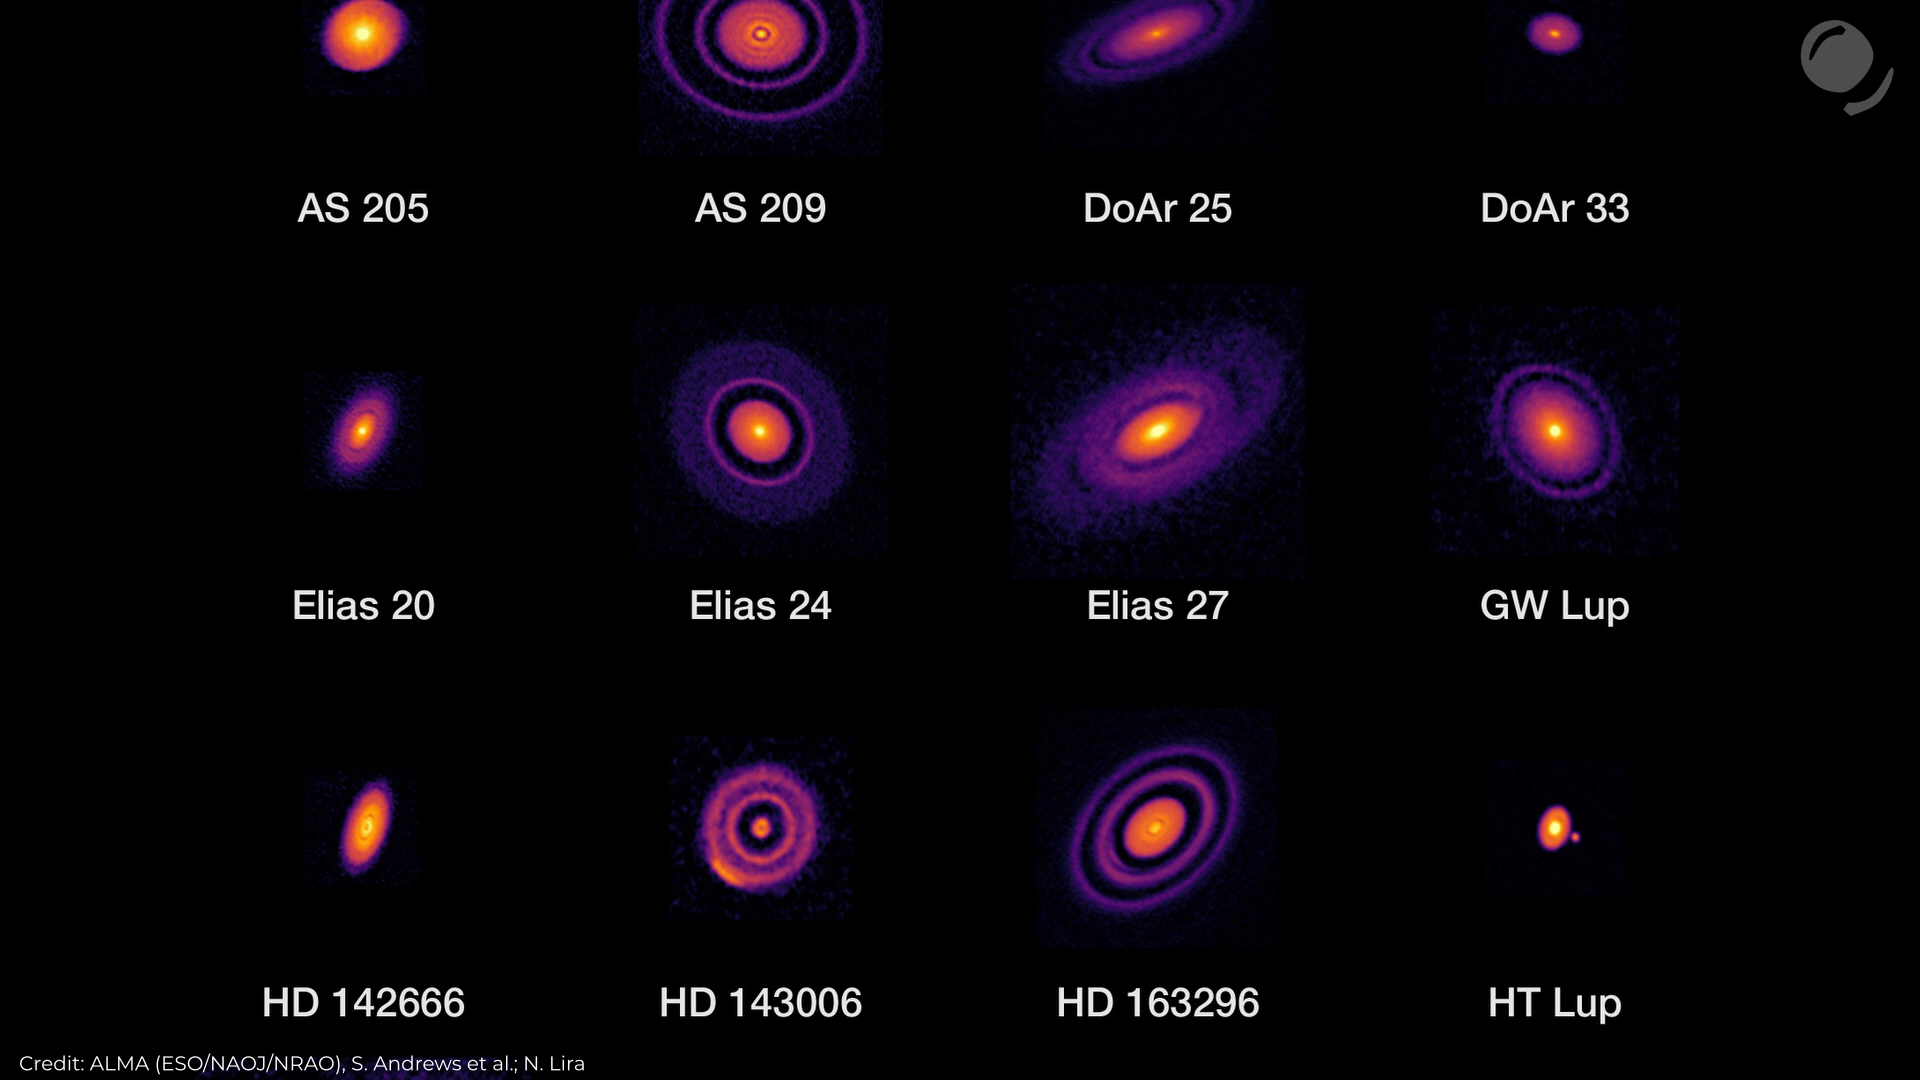 AS 205
AS 209
DoAr 25
DoAr 33
Elias 20
Elias 24
Elias 27
GW Lup
HD 142666
HD 143006
HD 163296
HT Lup
Credit: ALMA (ESO/NAOJ/NRAO), S. Andrews et al.; N. Lira